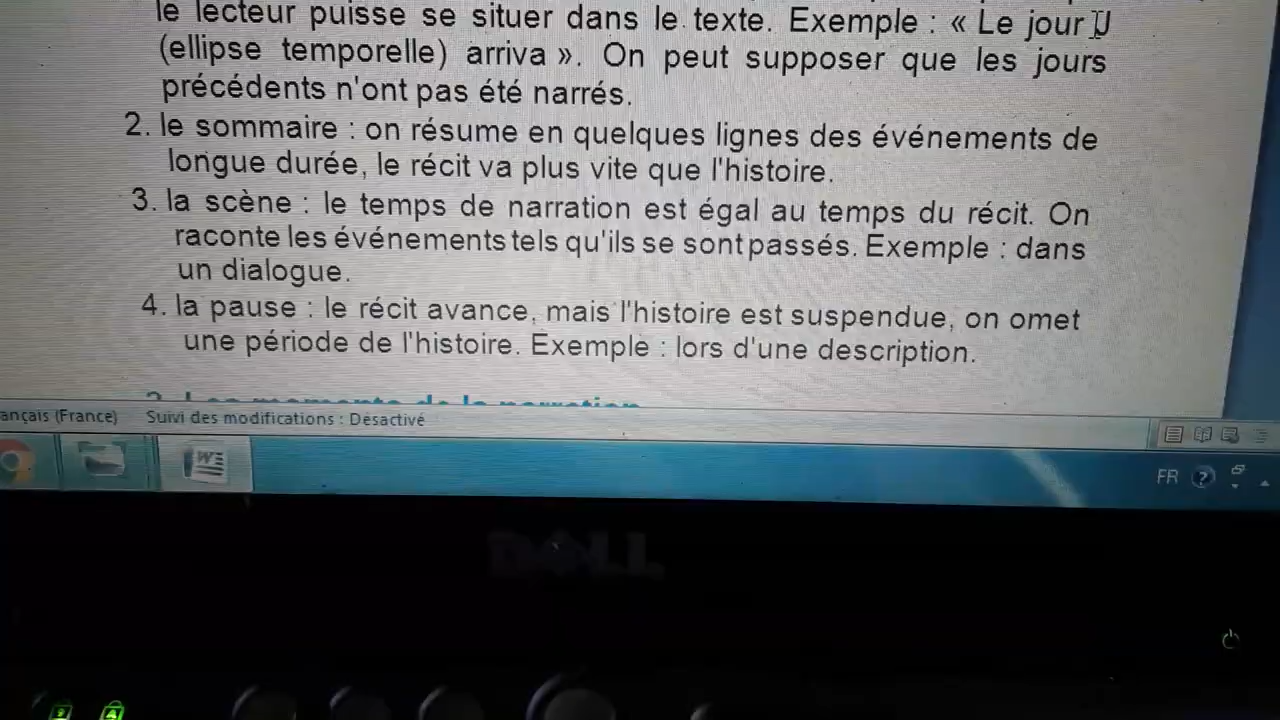 le lecteur puisse se situer dans le texte. Exemple : « Le jour J
(ellipse temporelle) arriva ». On peut supposer que les jours
précédents n'ont pas été narrés.
2. le sommaire : on résume en quelques lignes des événements de
longue durée, le récit va plus vite que l'histoire.
3. la scène : le temps de narration est égal au temps du récit. On
raconte les événements tels qu'ils se sont passés. Exemple : dans
un dialogue.
4. la pause : le récit avance, mais l'histoire est suspendue, on omet
une période de l'histoire. Exemple : lors d'une description.
ançais (France) Suivi des modifications : Désactivé
FR
DELL